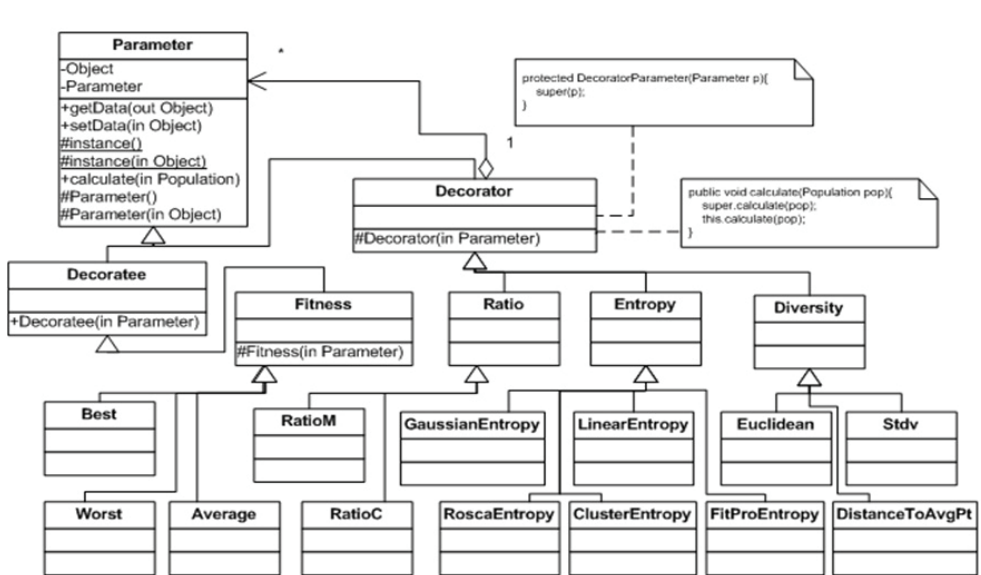 Parameter
-Object
-Parameter
+getData(out Object)
+setData(in Object)
#instance()
#instance(in Object)
+calculate(in Population)
#Parameter()
#Parameter(in Object)
*
1
protected DecoratorParameter(Parameter p){
super(p);
}
Decorator
#Decorator(in Parameter)
public void calculate(Population pop){
super.calculate(pop);
this.calculate(pop);
}
Decoratee
+Decoratee(in Parameter)
Fitness
#Fitness(in Parameter)
Ratio
Entropy
Diversity
Best
RatioM
GaussianEntropy
LinearEntropy
Euclidean
Stdv
Worst
Average
RatioC
RoscaEntropy
ClusterEntropy
FitProEntropy
DistanceToAvgPt